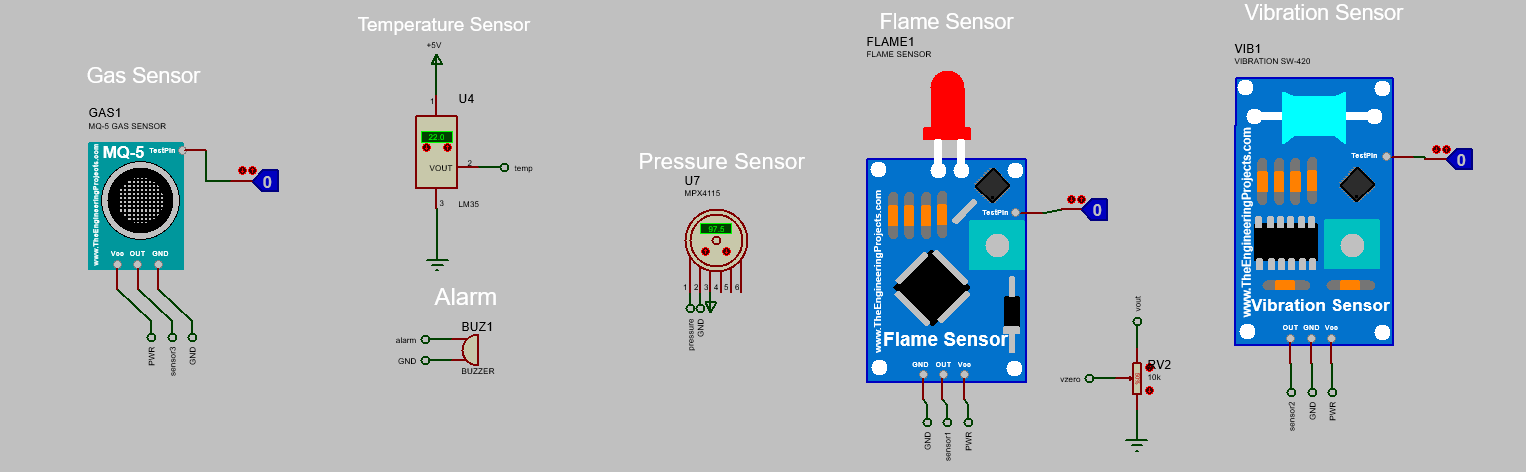 Gas Sensor
GAS1
MQ-5 GAS SENSOR
www.TheEngineeringProjects.com
MQ-5
TestPin
0
Vcc OUT GND
PWR
sensor3
GND
Temperature Sensor
+5V
1
U4
22.0
VOUT
2
temp
3
LM35
Alarm
BUZ1
alarm
GND
BUZZER
Pressure Sensor
U7
MPX4115
97.5
1 2 3 4 5 6
pressure
GND
Flame Sensor
FLAME1
FLAME SENSOR
www.TheEngineeringProjects.com
TestPin
0
Flame Sensor
GND OUT Vcc
GND
sensor1
PWR
vout
RV2
10k
50%
vzero
Vibration Sensor
VIB1
VIBRATION SW-420
www.TheEngineeringProjects.com
TestPin
0
Vibration Sensor
OUT GND Vcc
sensor2
GND
PWR